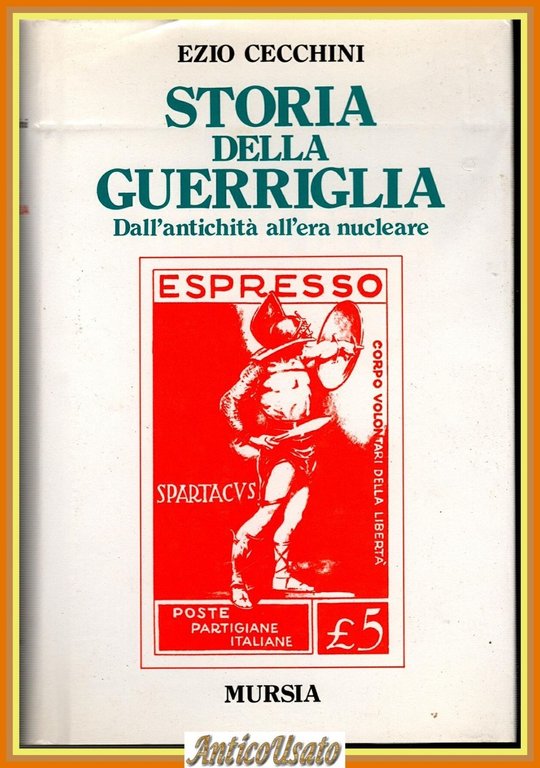 EZIO CECCHINI
STORIA
DELLA
GUERRIGLIA
Dall'antichità all'era nucleare
ESPRESSO
CORPO VOLONTARI DELLA LIBERTÀ
SPARTACVS
POSTE
PARTIGIANE
ITALIANE
£5
MURSIA
AnticoUsato